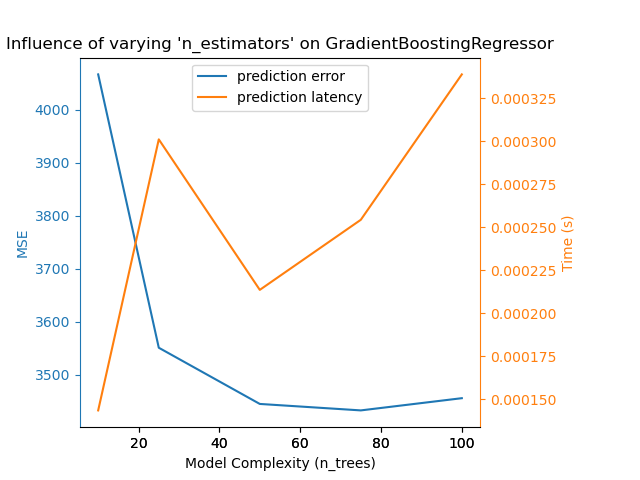 Influence of varying 'n_estimators' on GradientBoostingRegressor
prediction error
prediction latency
4000
3900
3800
3700
3600
3500
MSE
0.000325
0.000300
0.000275
0.000250
0.000225
0.000200
0.000175
0.000150
Time (s)
20 40 60 80 100
Model Complexity (n_trees)